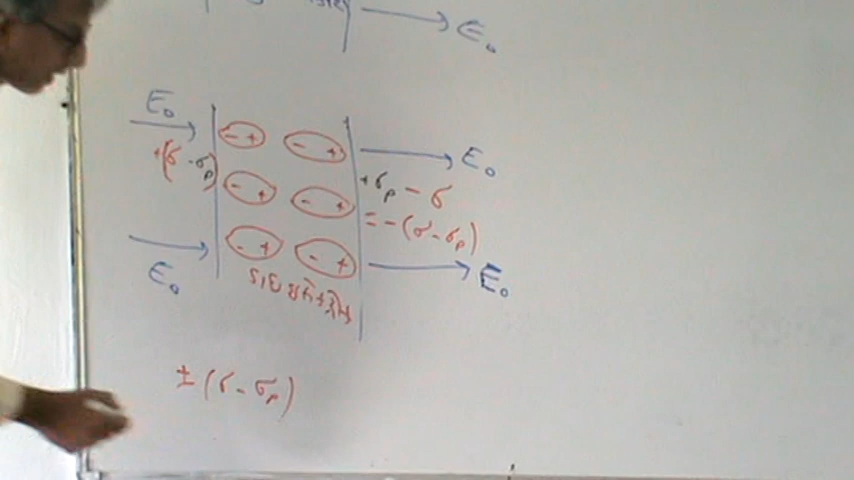 E₀
E₀
+(σ - σₚ)
- +
- +
- +
- +
- +
- +
E₀
+σₚ - σ
= -(σ - σₚ)
E₀
E₀
± (σ - σₚ)